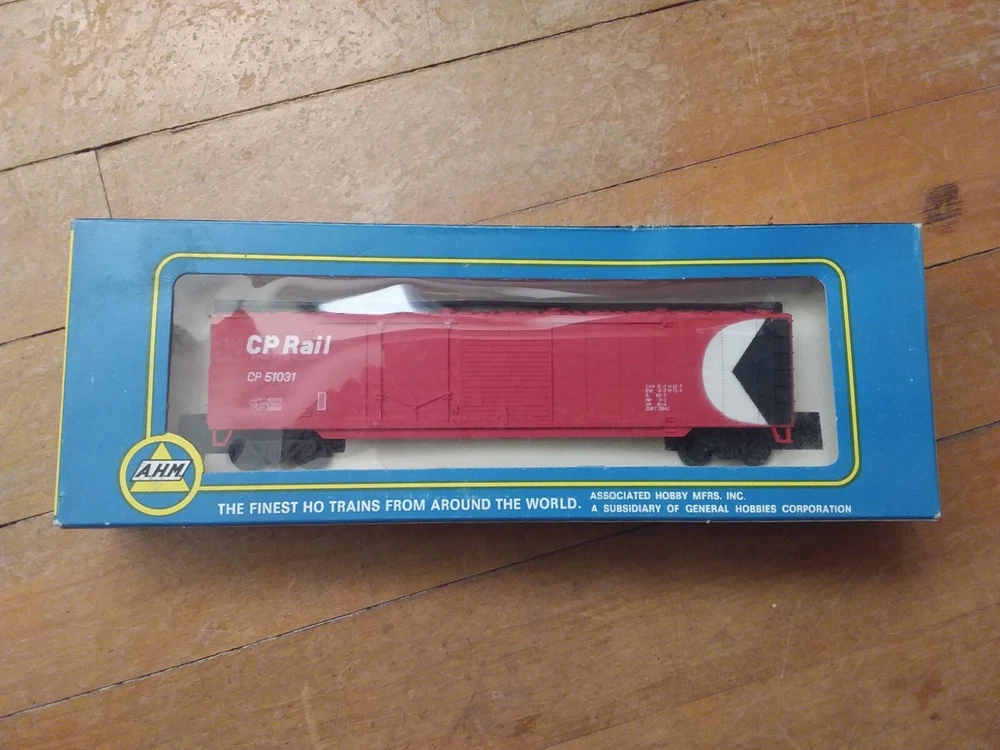 CP Rail
CP 51031
A.H.M.
THE FINEST HO TRAINS FROM AROUND THE WORLD.
ASSOCIATED HOBBY MFRS. INC.
A SUBSIDIARY OF GENERAL HOBBIES CORPORATION